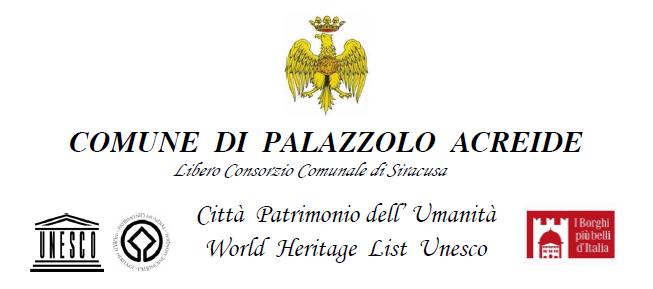 COMUNE DI PALAZZOLO ACREIDE
Libero Consorzio Comunale di Siracusa
Città Patrimonio dell' Umanità
World Heritage List Unesco
UNESCO
I Borghi
più belli
d'Italia